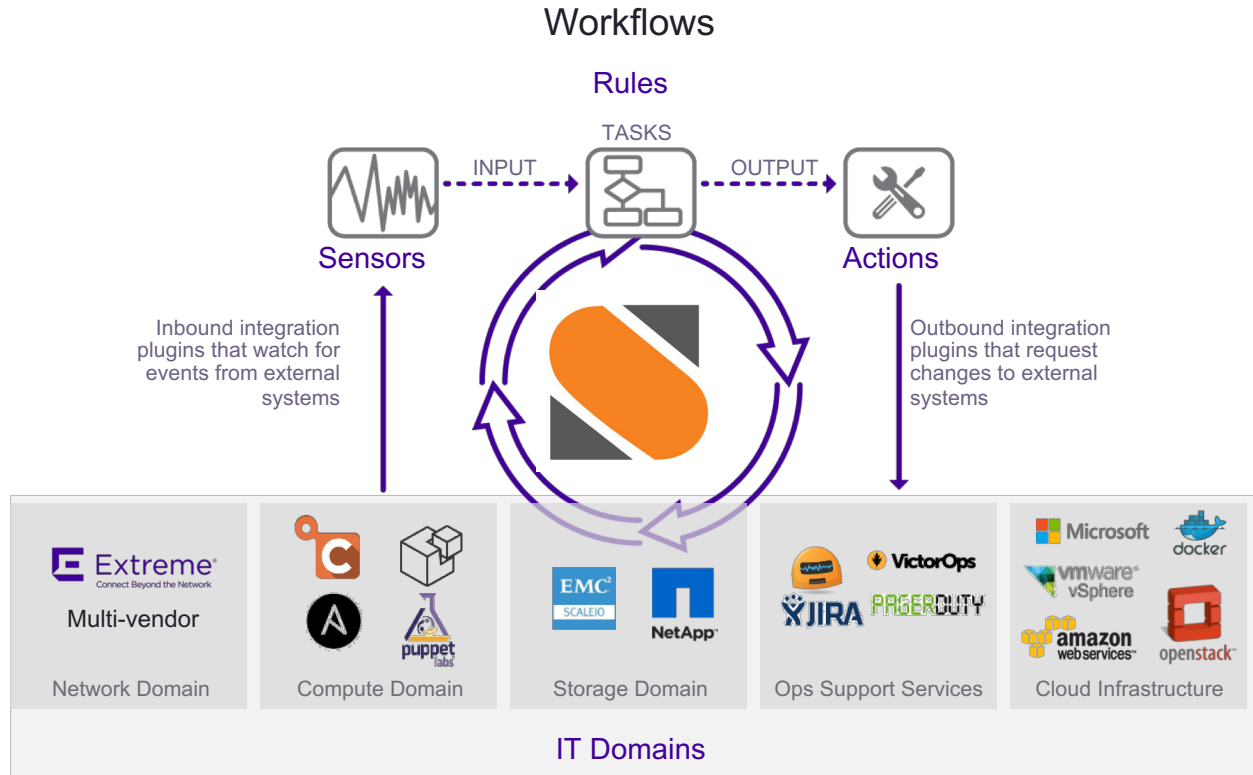 Workflows
Rules
TASKS
INPUT
OUTPUT
Sensors
Actions
Inbound integration
plugins that watch for
events from external
systems
Outbound integration
plugins that request
changes to external
systems
Extreme
Connect Beyond the Network
Multi-vendor
Network Domain
C
A
puppet
labs
Compute Domain
EMC²
SCALEIO
NetApp
Storage Domain
VictorOps
JIRA
PAGERDUTY
Ops Support Services
Microsoft
docker
vmware®
vSphere
amazon
webservices™
openstack™
Cloud Infrastructure
IT Domains